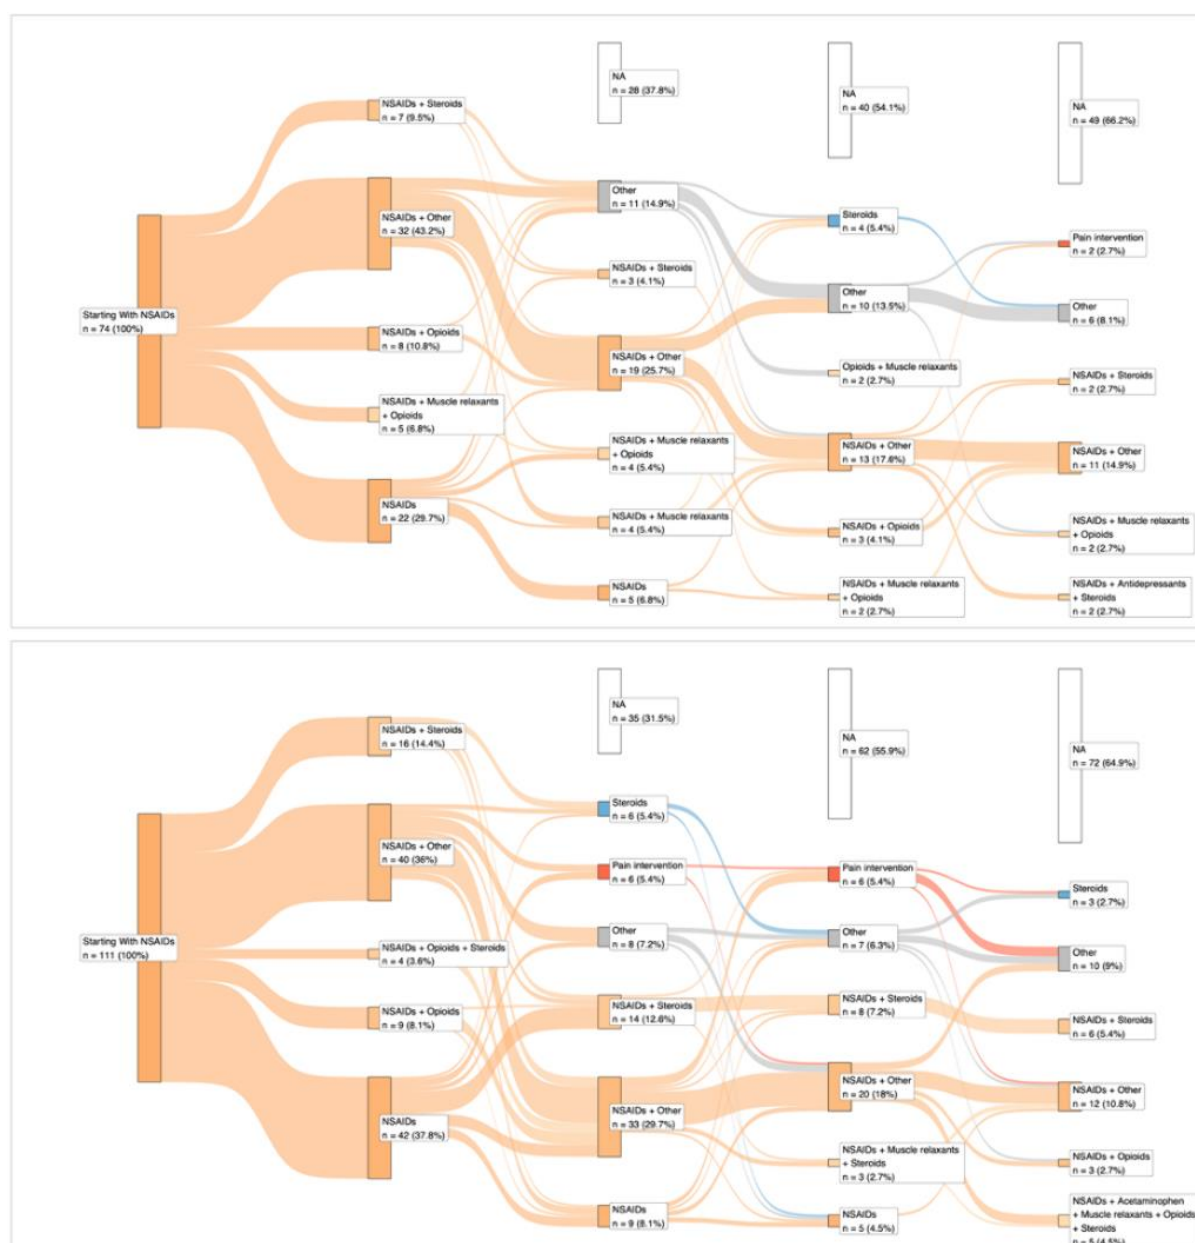 NA
n = 28 (37.8%)
NA
n = 40 (54.1%)
NA
n = 49 (66.2%)
NSAIDs + Steroids
n = 7 (9.5%)
Other
n = 11 (14.9%)
Steroids
n = 4 (5.4%)
NSAIDs + Other
n = 32 (43.2%)
Pain intervention
n = 2 (2.7%)
NSAIDs + Steroids
n = 3 (4.1%)
Other
n = 10 (13.5%)
Other
n = 6 (8.1%)
Starting With NSAIDs
n = 74 (100%)
NSAIDs + Opioids
n = 8 (10.8%)
NSAIDs + Other
n = 19 (25.7%)
Opioids + Muscle relaxants
n = 2 (2.7%)
NSAIDs + Steroids
n = 2 (2.7%)
NSAIDs + Muscle relaxants
+ Opioids
n = 5 (6.8%)
NSAIDs + Muscle relaxants
+ Opioids
n = 4 (5.4%)
NSAIDs + Other
n = 13 (17.6%)
NSAIDs + Other
n = 11 (14.9%)
NSAIDs
n = 22 (29.7%)
NSAIDs + Muscle relaxants
n = 4 (5.4%)
NSAIDs + Opioids
n = 3 (4.1%)
NSAIDs + Muscle relaxants
+ Opioids
n = 2 (2.7%)
NSAIDs
n = 5 (6.8%)
NSAIDs + Muscle relaxants
+ Opioids
n = 2 (2.7%)
NSAIDs + Antidepressants
+ Steroids
n = 2 (2.7%)
NA
n = 35 (31.5%)
NA
n = 62 (55.9%)
NA
n = 72 (64.9%)
NSAIDs + Steroids
n = 16 (14.4%)
Steroids
n = 6 (5.4%)
NSAIDs + Other
n = 40 (36%)
Pain intervention
n = 6 (5.4%)
Pain intervention
n = 6 (5.4%)
Steroids
n = 3 (2.7%)
Starting With NSAIDs
n = 111 (100%)
NSAIDs + Opioids + Steroids
n = 4 (3.6%)
Other
n = 8 (7.2%)
Other
n = 7 (6.3%)
Other
n = 10 (9%)
NSAIDs + Opioids
n = 9 (8.1%)
NSAIDs + Steroids
n = 14 (12.6%)
NSAIDs + Steroids
n = 8 (7.2%)
NSAIDs + Steroids
n = 6 (5.4%)
NSAIDs
n = 42 (37.8%)
NSAIDs + Other
n = 33 (29.7%)
NSAIDs + Other
n = 20 (18%)
NSAIDs + Other
n = 12 (10.8%)
NSAIDs + Muscle relaxants
+ Steroids
n = 3 (2.7%)
NSAIDs + Opioids
n = 3 (2.7%)
NSAIDs
n = 9 (8.1%)
NSAIDs
n = 5 (4.5%)
NSAIDs + Acetaminophen
+ Muscle relaxants + Opioids
+ Steroids
n = 5 (4.5%)